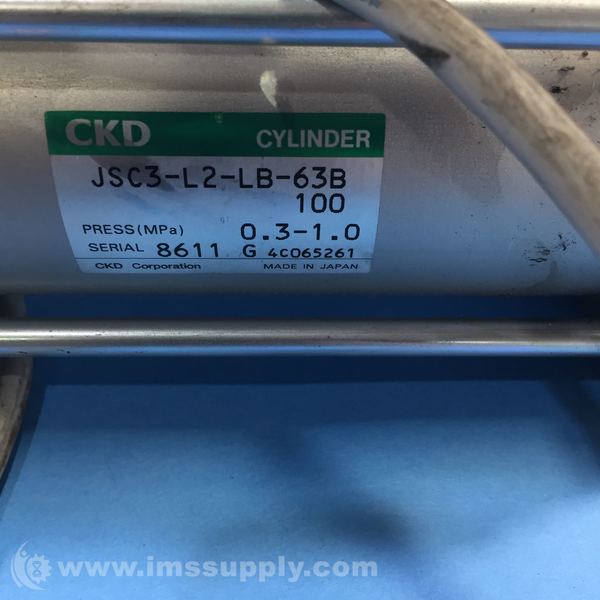 CKD CYLINDER
JSC3-L2-LB-63B
100
PRESS(MPa) 0.3-1.0
SERIAL 8611 G 4C065261
CKD Corporation MADE IN JAPAN
www.imssupply.com